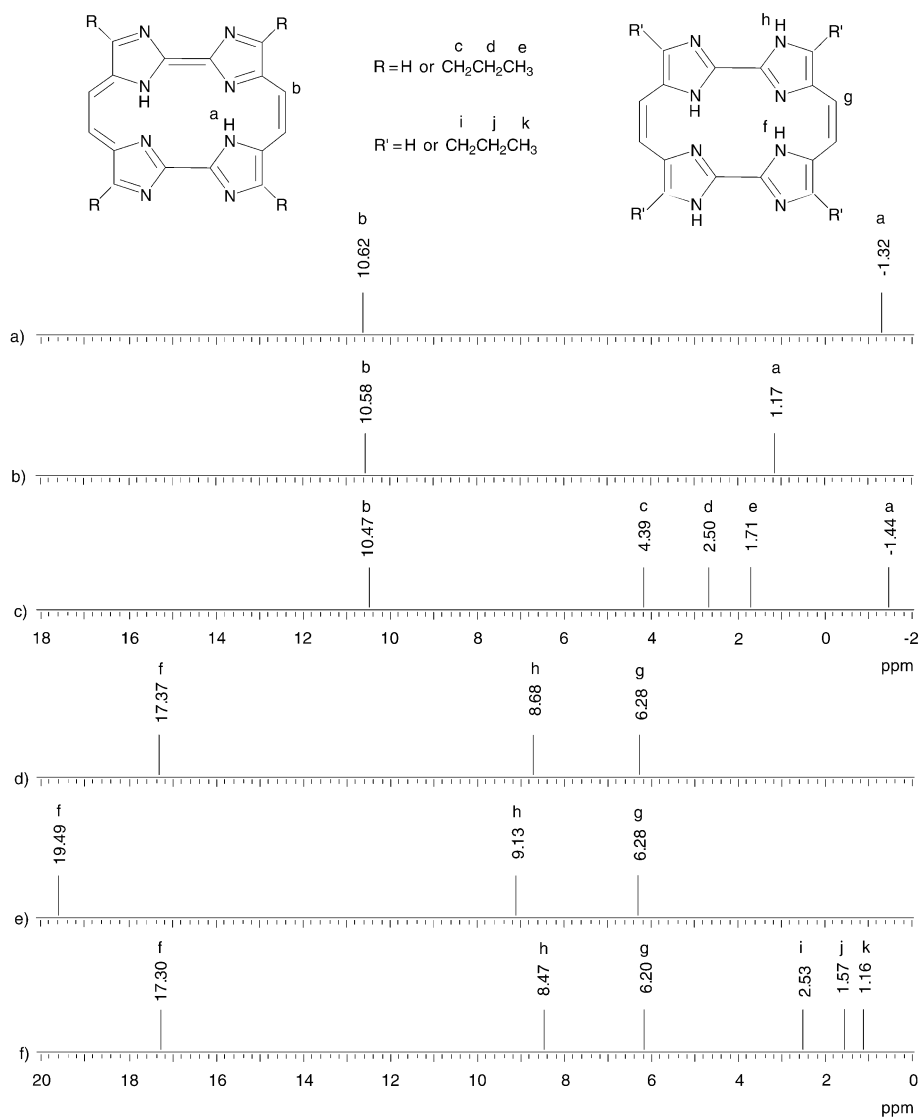 R
R
N
N
N
H
N
b
a
H
N
N
N
N
R
R
c d e
R = H or CH2CH2CH3
i j k
R' = H or CH2CH2CH3
h
H
R'
N
N
R'
N
H
N
g
f
H
N
N
R'
N
H
N
R'
b
10.62
a
-1.32
a)
b
10.58
a
1.17
b)
b
10.47
c
4.39
d
2.50
e
1.71
a
-1.44
c)
18 16 14 12 10 8 6 4 2 0 -2
ppm
f
17.37
h
8.68
g
6.28
d)
f
19.49
h
9.13
g
6.28
e)
f
17.30
h
8.47
g
6.20
i
2.53
j
1.57
k
1.16
f)
20 18 16 14 12 10 8 6 4 2 0
ppm